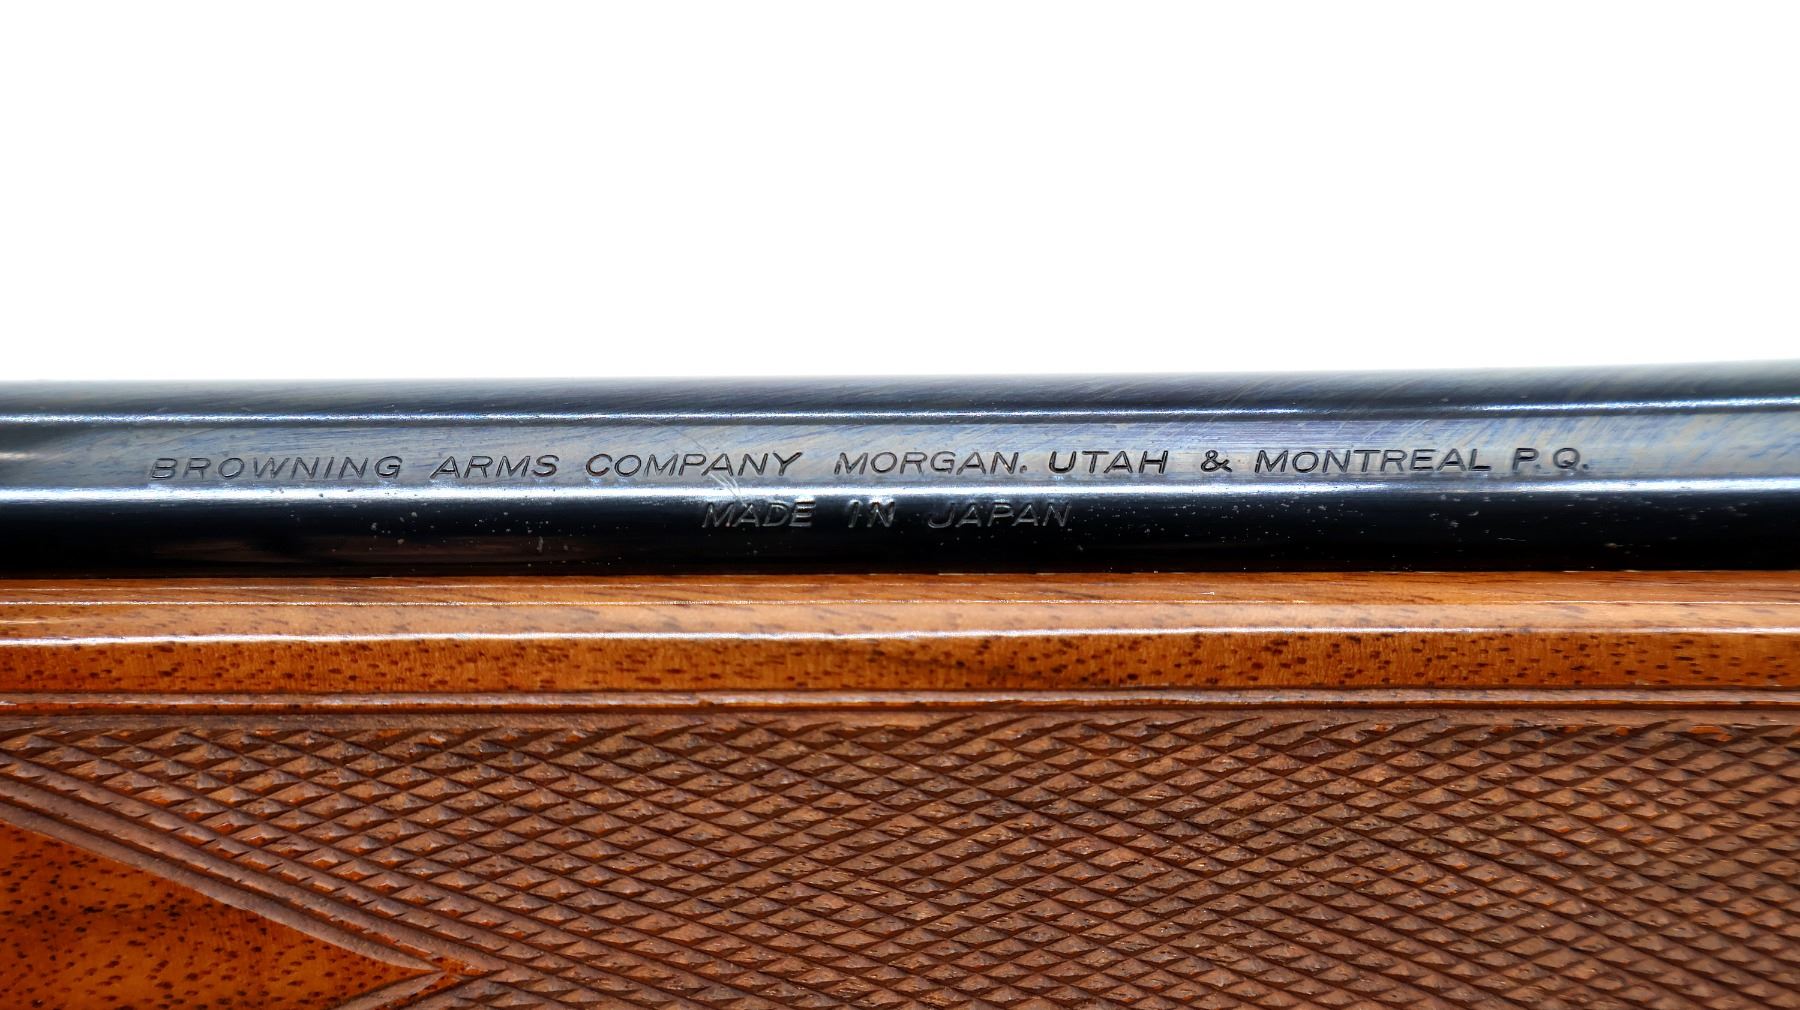 BROWNING ARMS COMPANY MORGAN. UTAH & MONTREAL P.Q.
MADE IN JAPAN